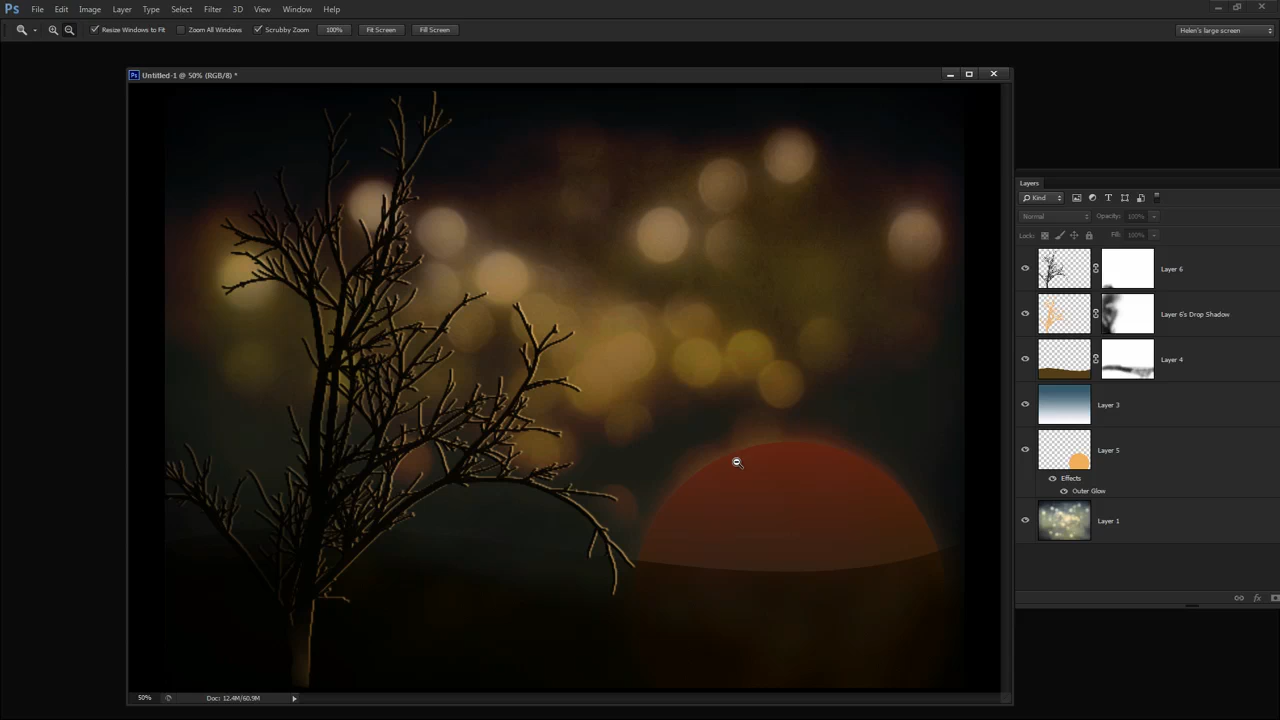 Ps File Edit Image Layer Type Select Filter 3D View Window Help
Resize Windows to Fit Zoom All Windows Scrubby Zoom 100% Fit Screen Fill Screen Helen's large screen
Ps Untitled-1 @ 50% (RGB/8) *
Layers
Kind
Normal Opacity: 100%
Lock: Fill: 100%
Layer 6
Layer 6's Drop Shadow
Layer 4
Layer 3
Layer 5
Effects
Outer Glow
Layer 1
fx
50% Doc: 12.4M/60.9M